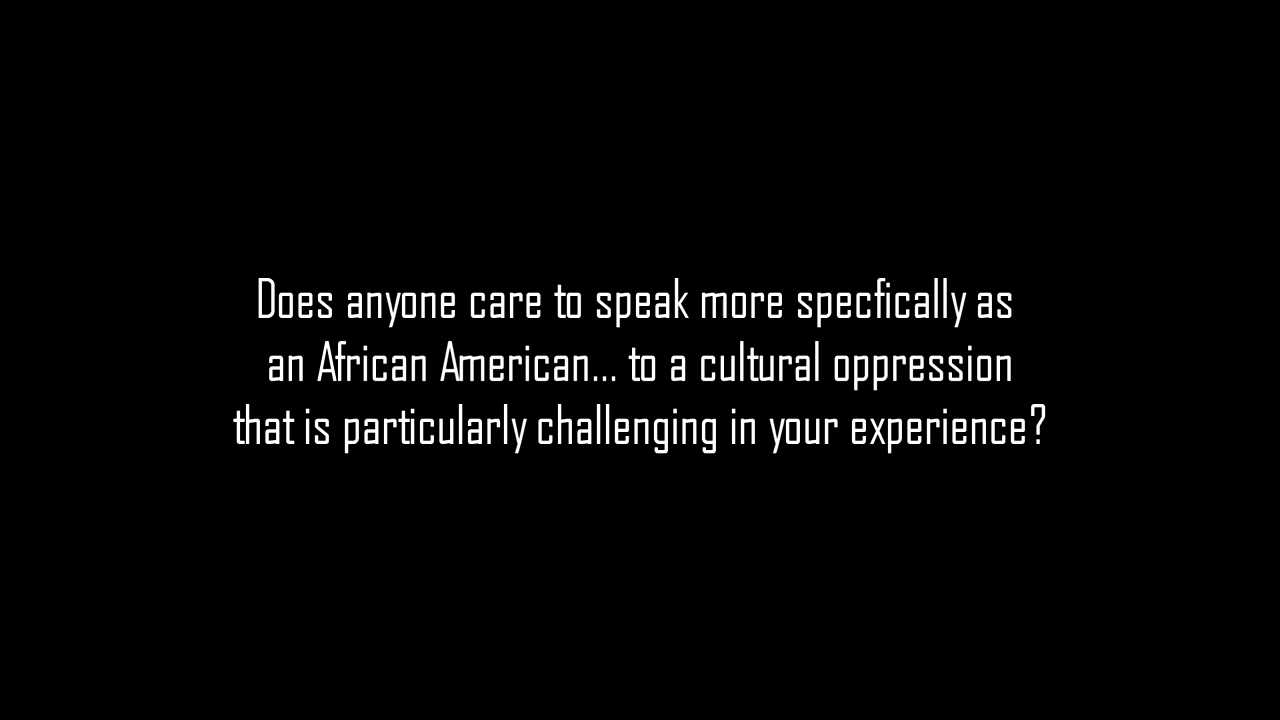 Does anyone care to speak more specfically as
an African American... to a cultural oppression
that is particularly challenging in your experience?